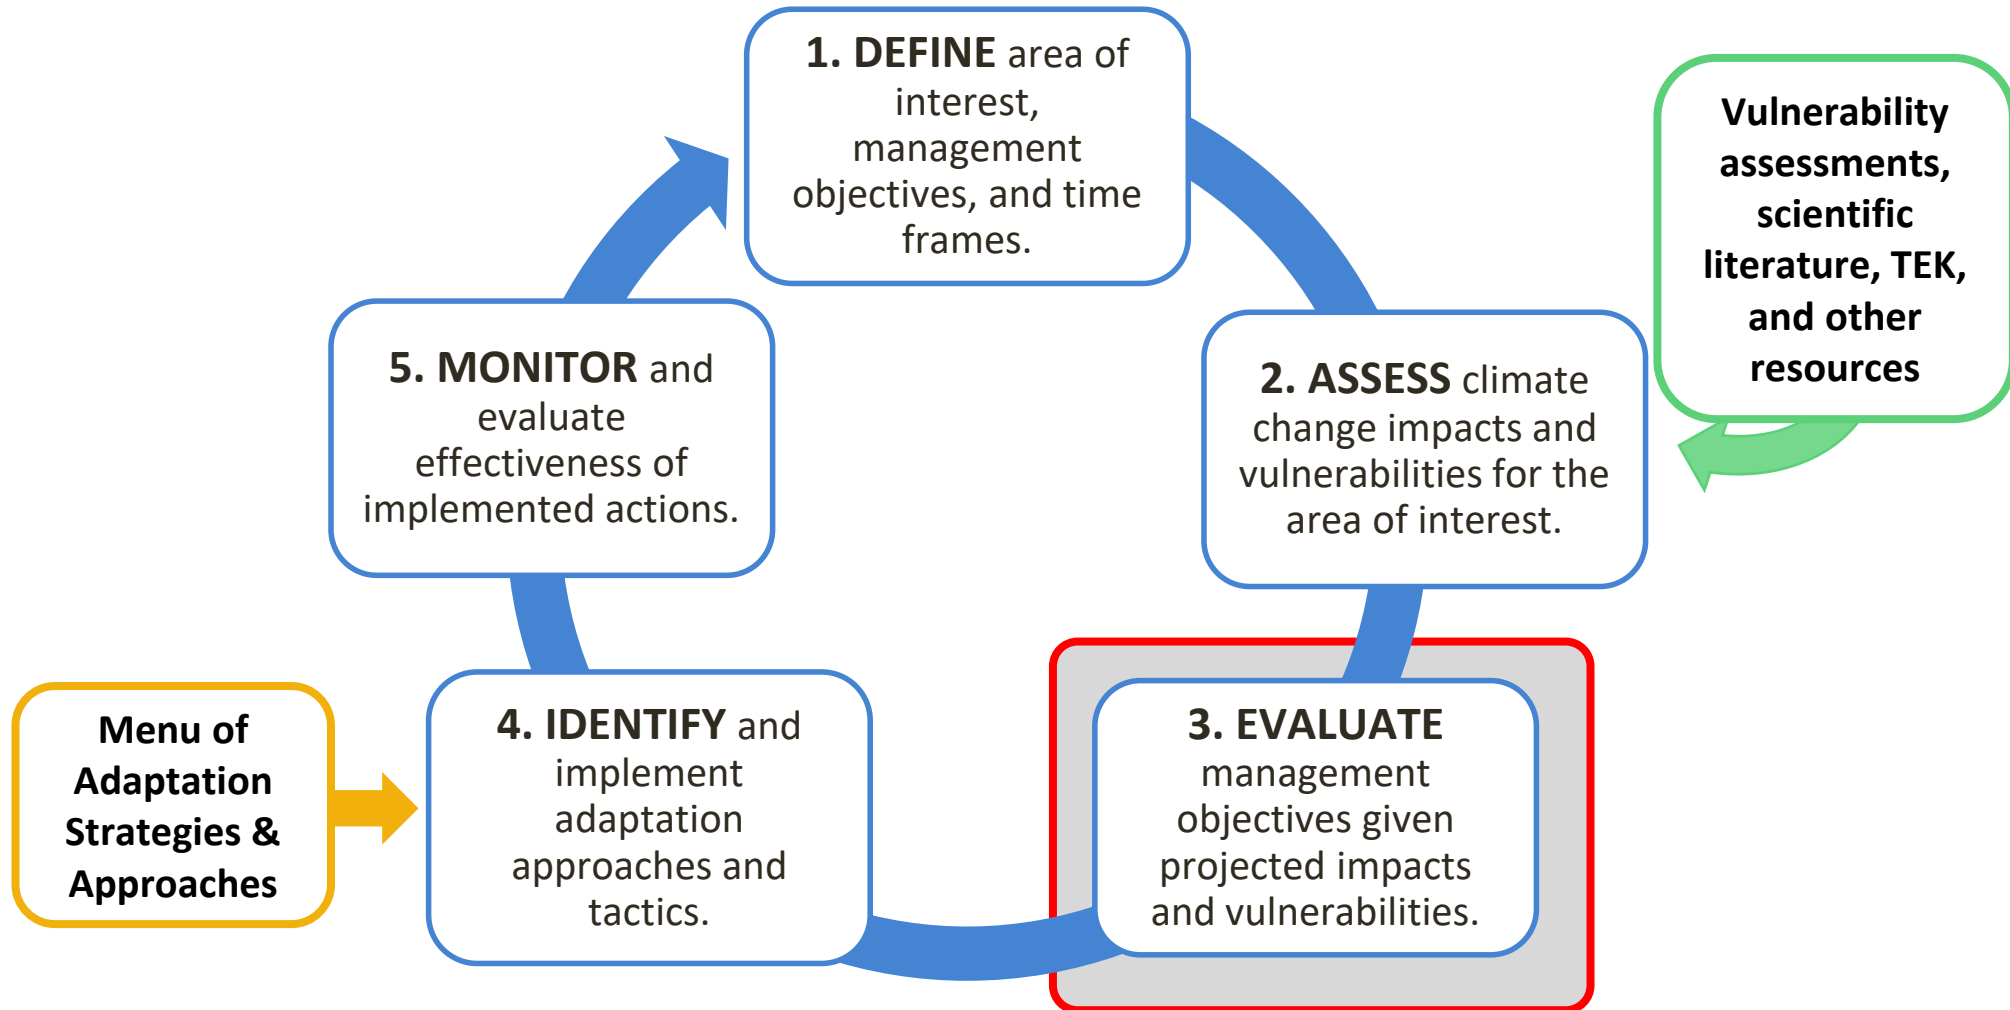 1. DEFINE area of
interest,
management
objectives, and time
frames.
Vulnerability
assessments,
scientific
literature, TEK,
and other
resources
2. ASSESS climate
change impacts and
vulnerabilities for the
area of interest.
3. EVALUATE
management
objectives given
projected impacts
and vulnerabilities.
4. IDENTIFY and
implement
adaptation
approaches and
tactics.
Menu of
Adaptation
Strategies &
Approaches
5. MONITOR and
evaluate
effectiveness of
implemented actions.